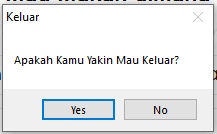 Keluar
Apakah Kamu Yakin Mau Keluar?
Yes
No